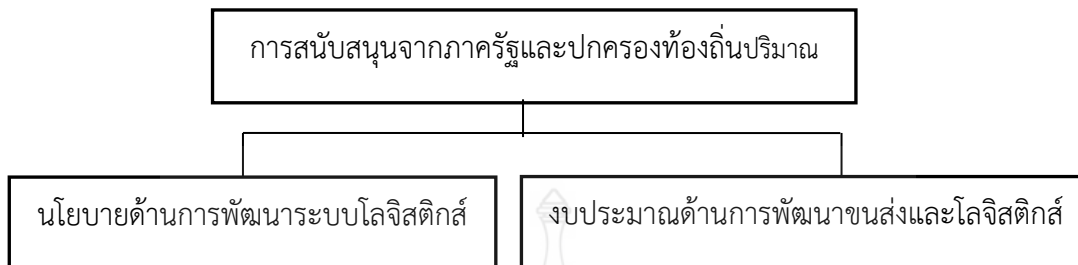 การสนับสนุนจากภาครัฐและปกครองท้องถิ่นปริมาณ
นโยบายด้านการพัฒนาระบบโลจิสติกส์
งบประมาณด้านการพัฒนาขนส่งและโลจิสติกส์